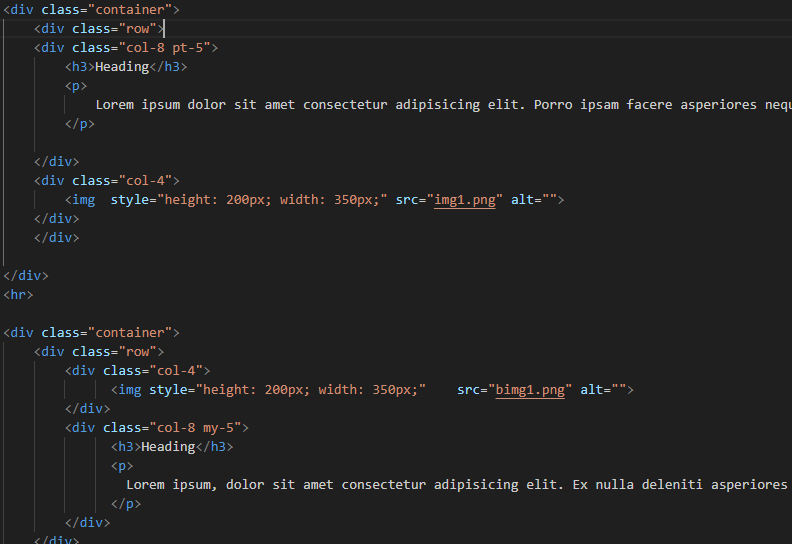 <div class="container">
    <div class="row">
    <div class="col-8 pt-5">
        <h3>Heading</h3>
        <p>
            Lorem ipsum dolor sit amet consectetur adipisicing elit. Porro ipsam facere asperiores nequ
        </p>
    </div>
    <div class="col-4">
        <img  style="height: 200px; width: 350px;" src="img1.png" alt="">
    </div>
    </div>
</div>
<hr>
<div class="container">
    <div class="row">
        <div class="col-4">
              <img style="height: 200px; width: 350px;"    src="bimg1.png" alt="">
        </div>
        <div class="col-8 my-5">
              <h3>Heading</h3>
              <p>
                Lorem ipsum, dolor sit amet consectetur adipisicing elit. Ex nulla deleniti asperiores
              </p>
        </div>
    </div>